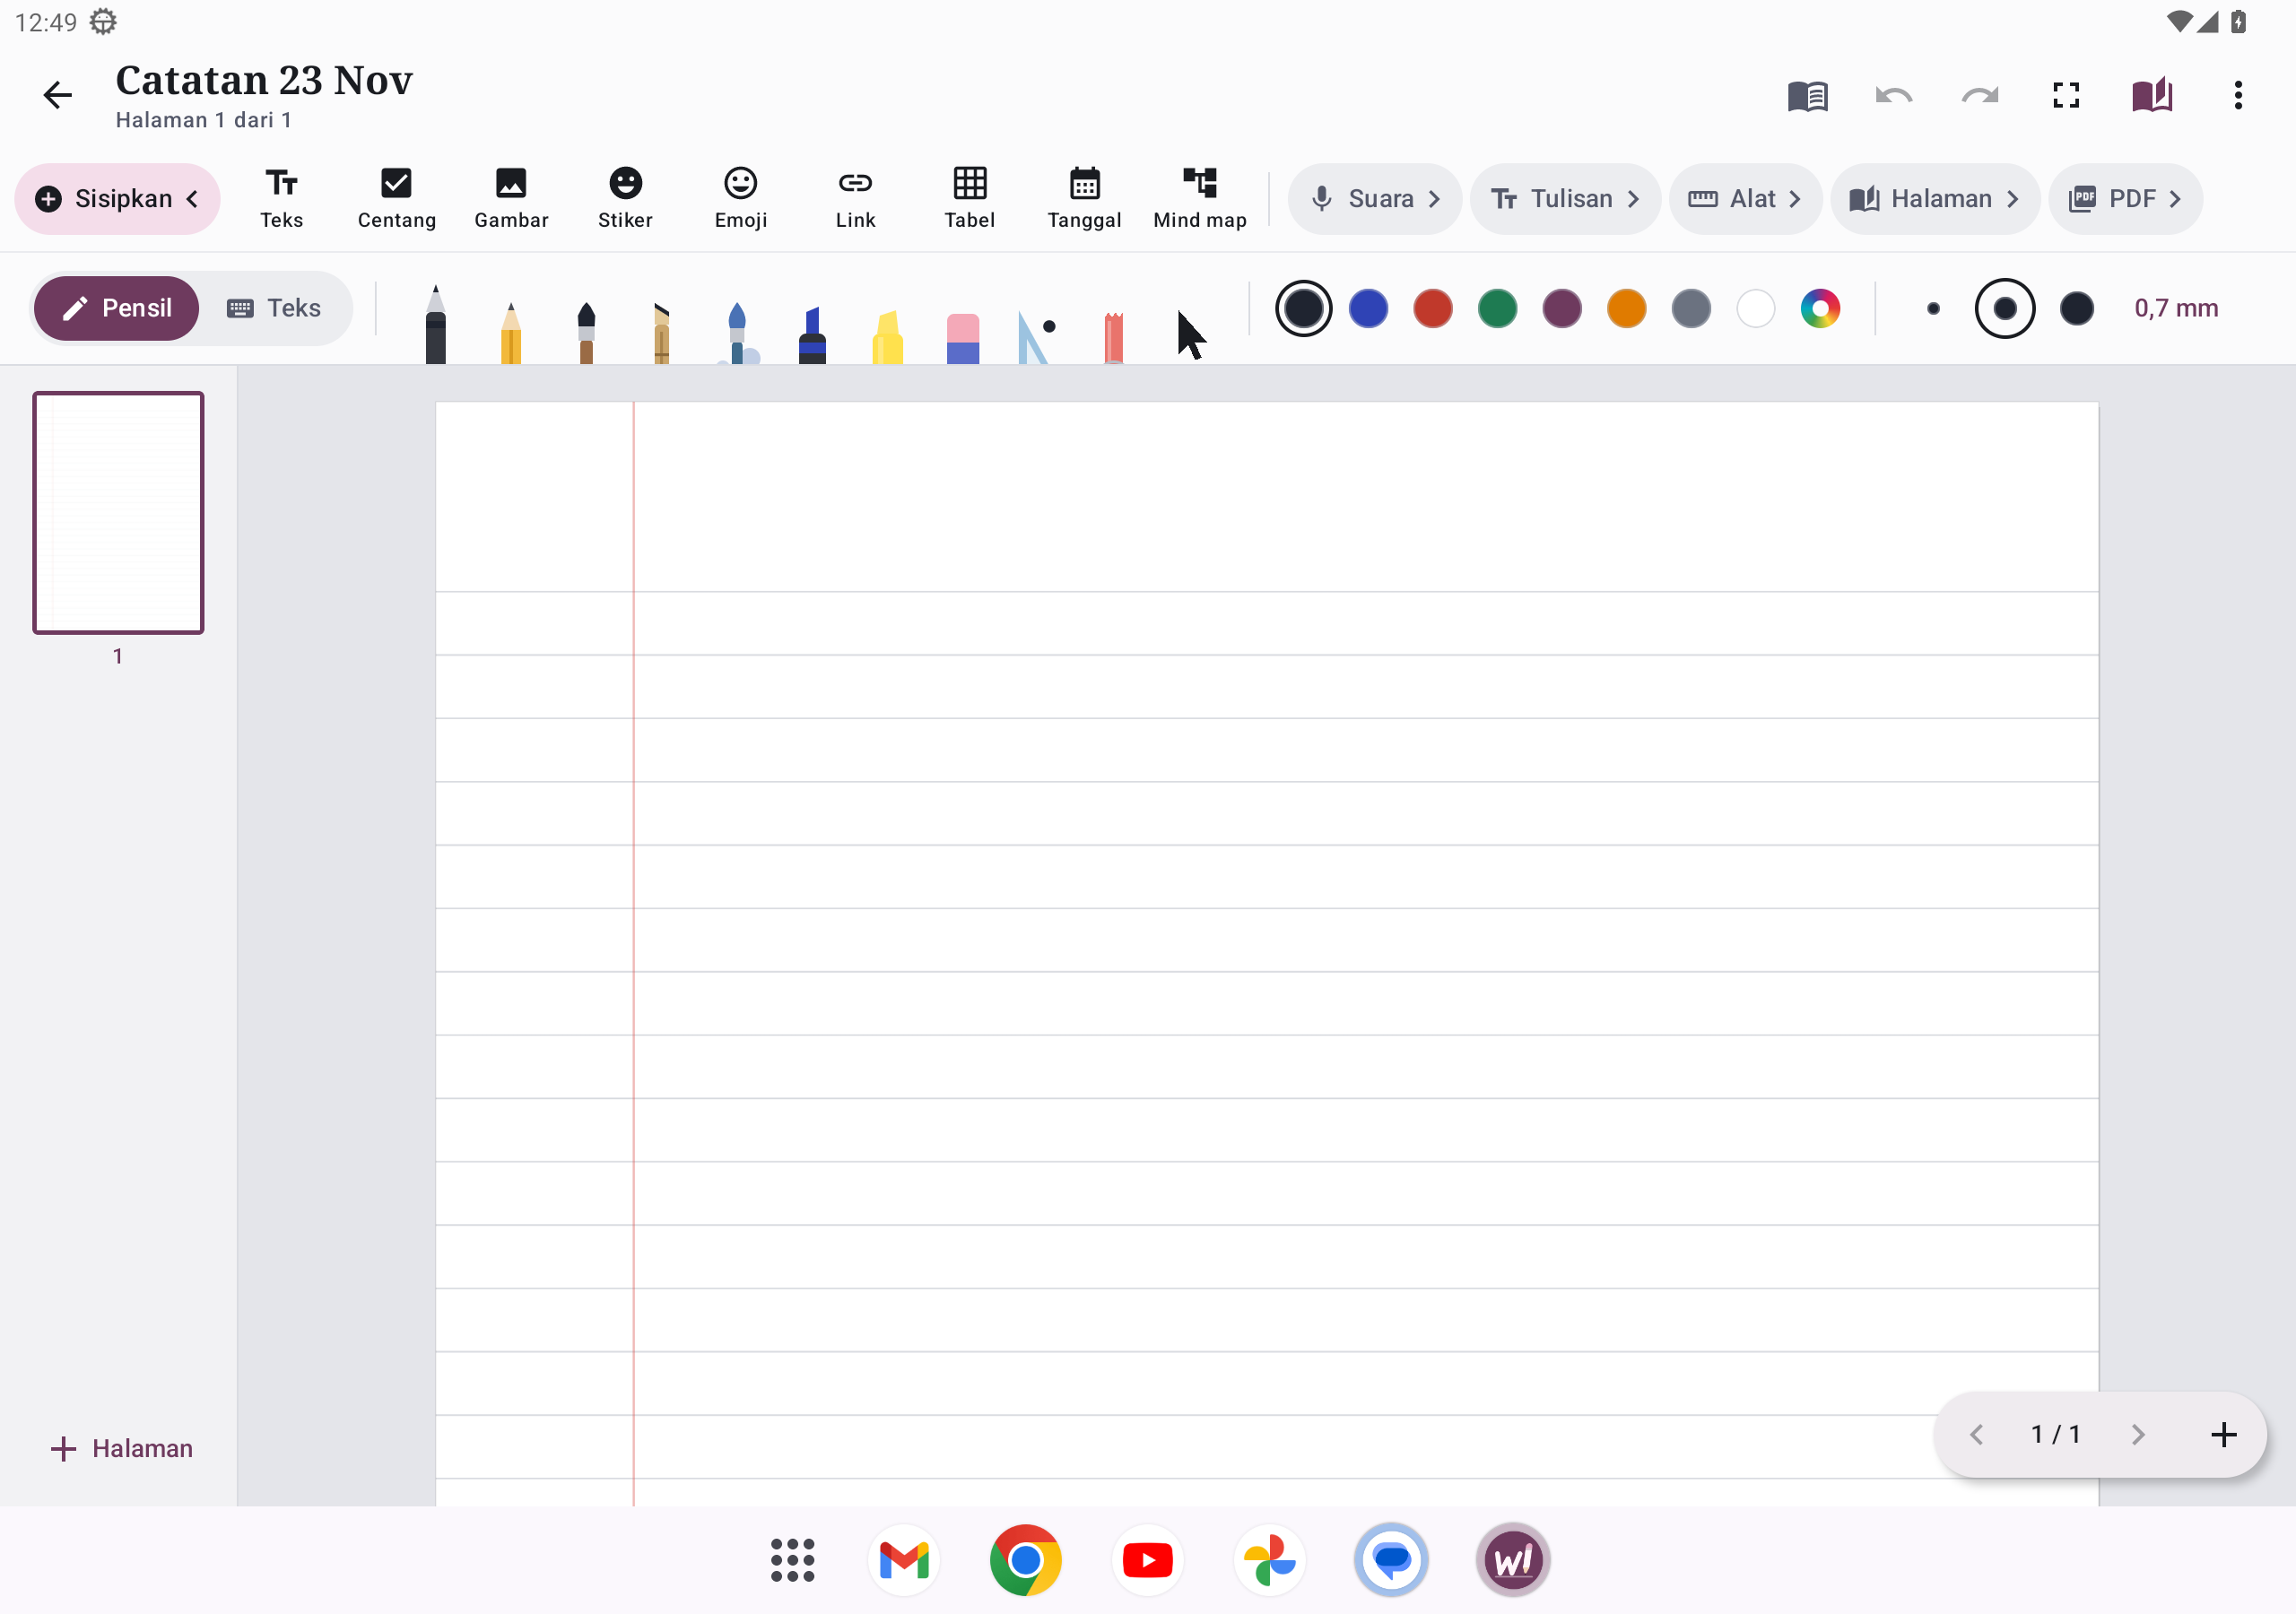 12:49
Catatan 23 Nov
Halaman 1 dari 1
Sisipkan
Teks
Centang
Gambar
Stiker
Emoji
Link
Tabel
Tanggal
Mind map
Suara
Tulisan
Alat
Halaman
PDF
PDF
Pensil
Teks
0,7 mm
1
Halaman
1 / 1